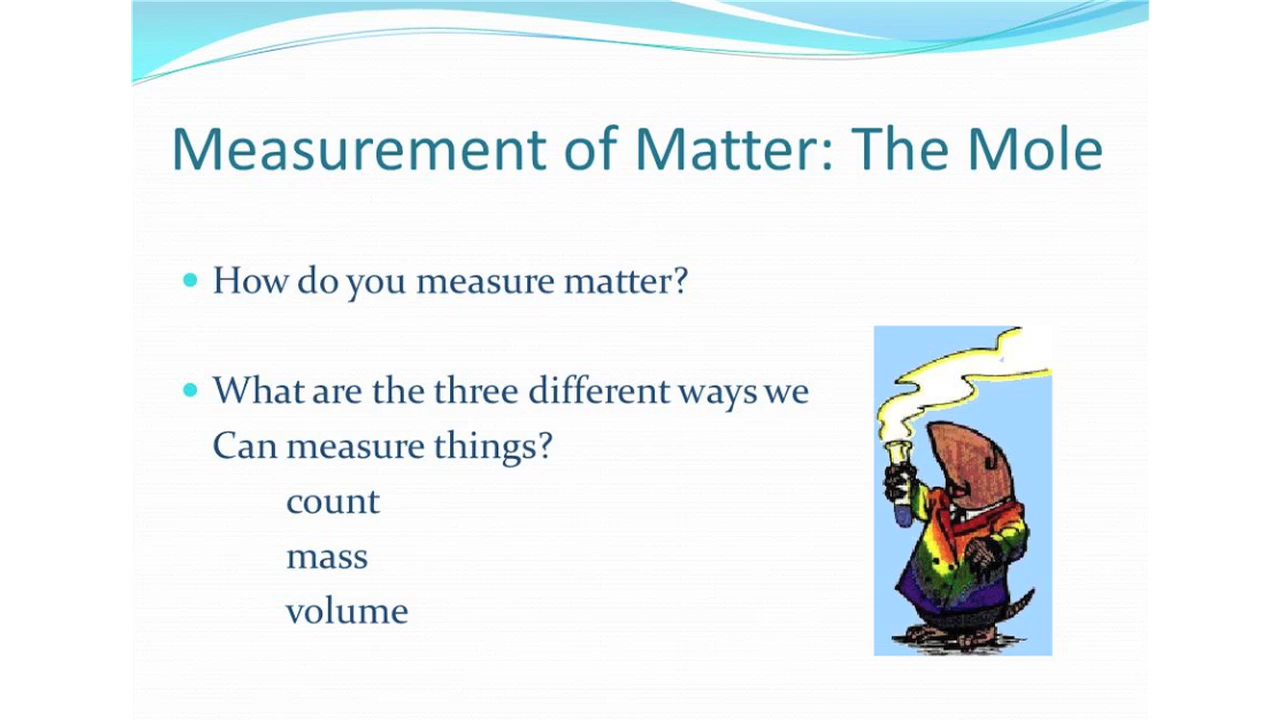 Measurement of Matter: The Mole
How do you measure matter?
What are the three different ways we
Can measure things?
count
mass
volume